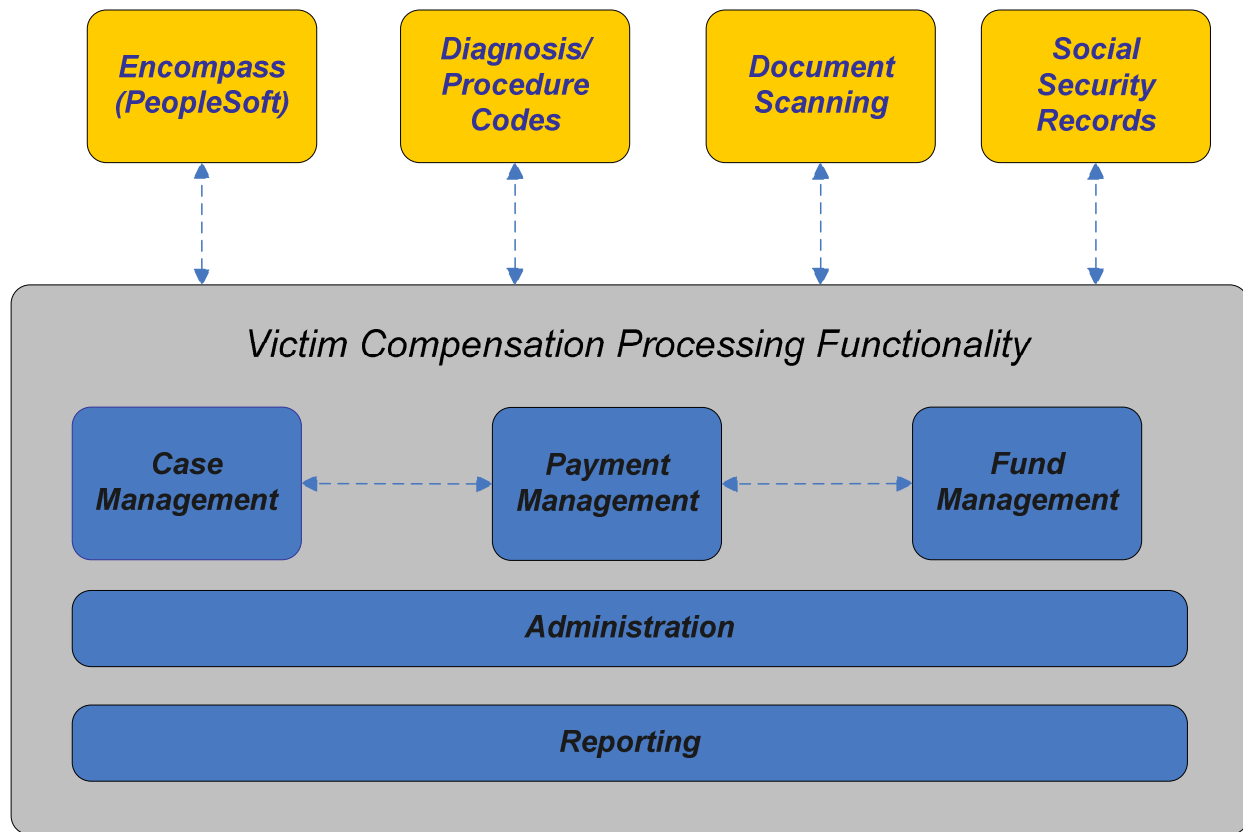 Encompass
(PeopleSoft)
Diagnosis/
Procedure
Codes
Document
Scanning
Social
Security
Records
Victim Compensation Processing Functionality
Case
Management
Payment
Management
Fund
Management
Administration
Reporting